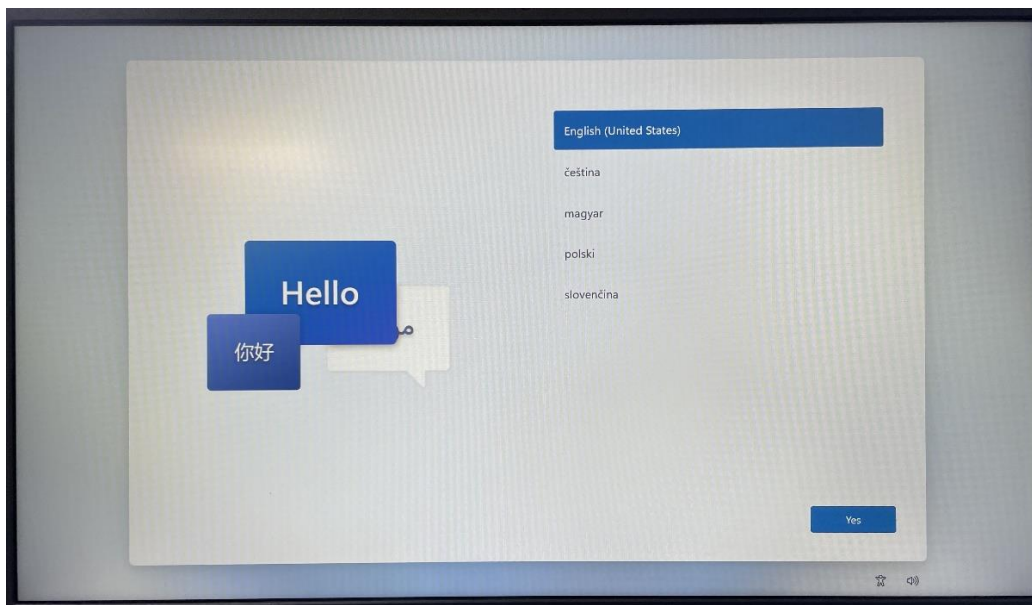 English (United States)
čeština
magyar
polski
slovenčina
Hello
你好
Yes